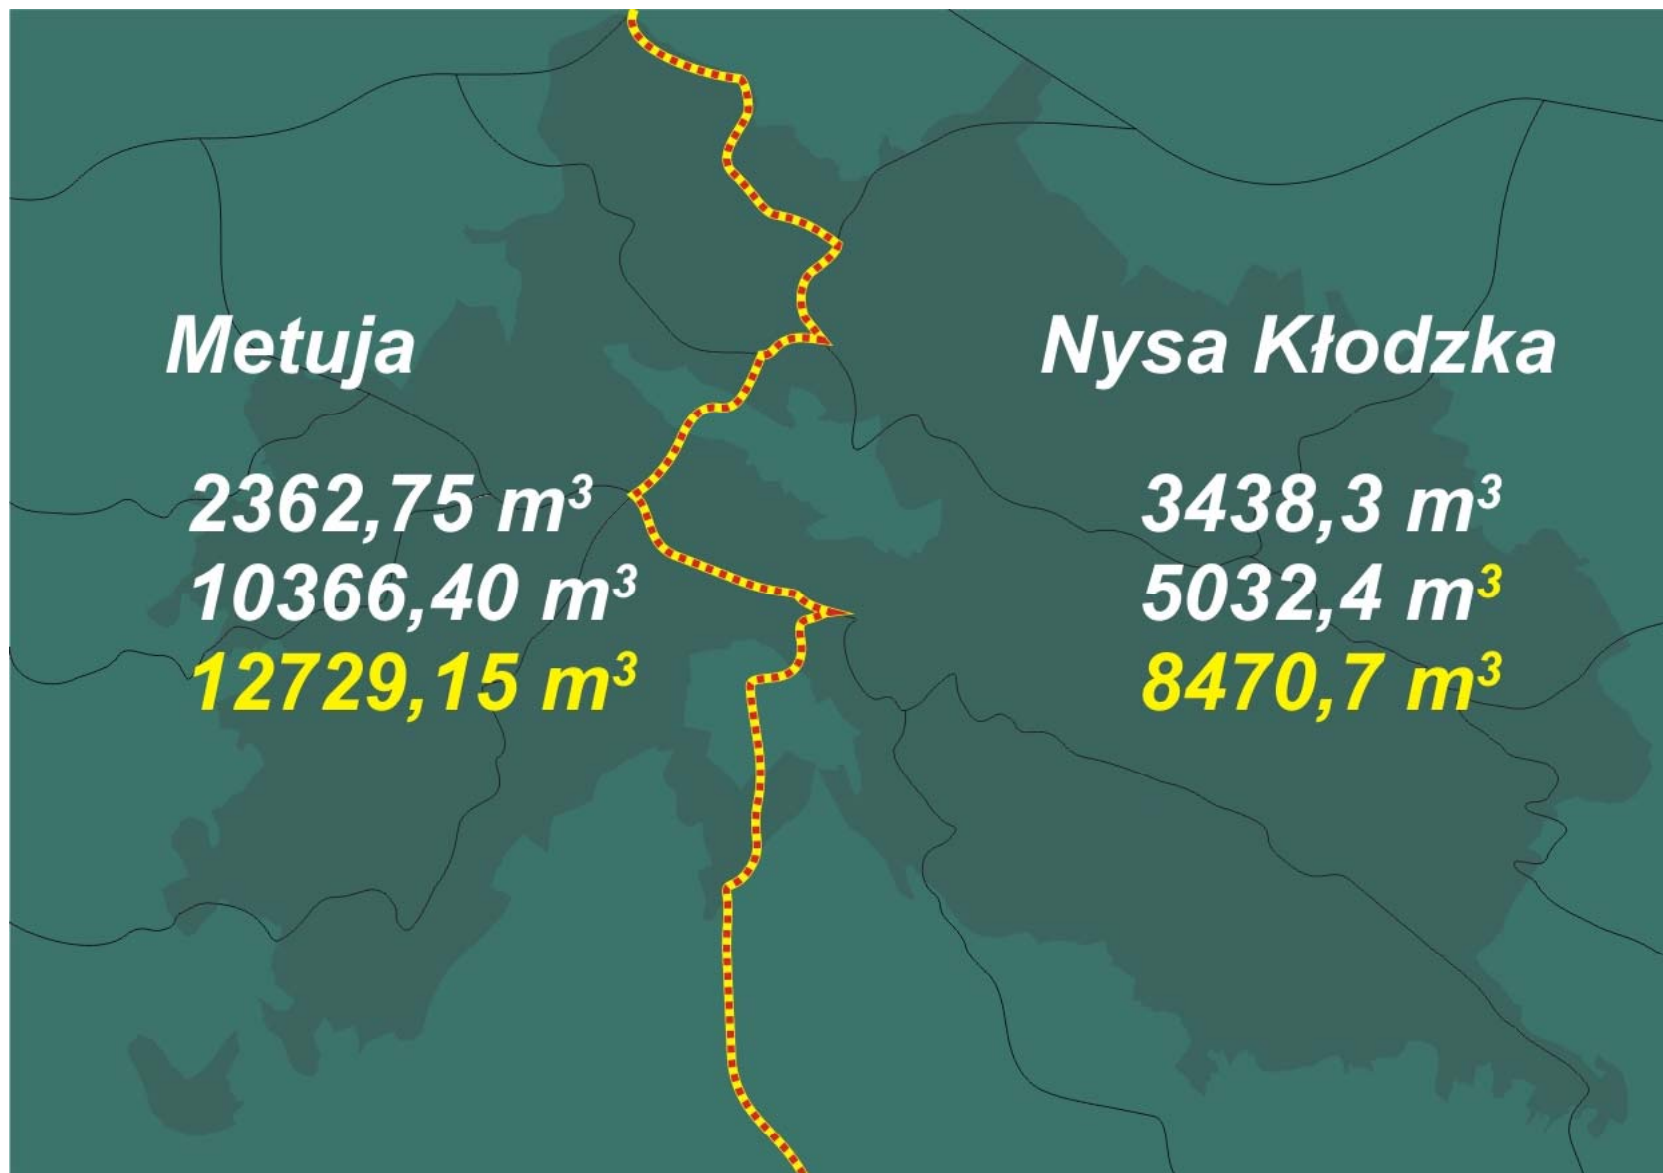 Metuja
2362,75 m³
10366,40 m³
12729,15 m³
Nysa Kłodzka
3438,3 m³
5032,4 m³
8470,7 m³